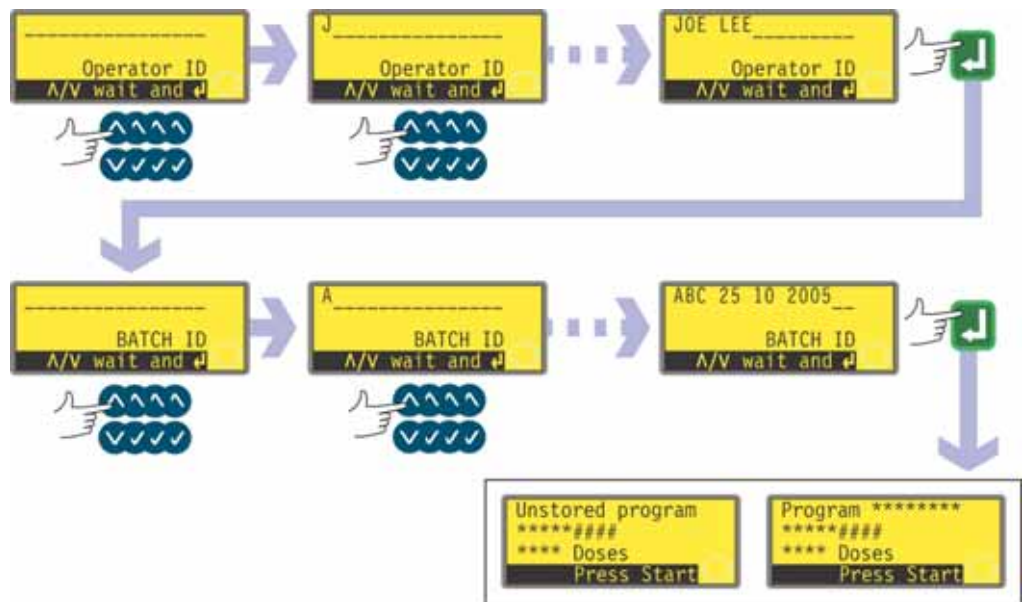 ________________
Operator ID
∧/∨ wait and ↵
J_______________
Operator ID
∧/∨ wait and ↵
JOE LEE_________
Operator ID
∧/∨ wait and ↵
________________
BATCH ID
∧/∨ wait and ↵
A_______________
BATCH ID
∧/∨ wait and ↵
ABC 25 10 2005__
BATCH ID
∧/∨ wait and ↵
Unstored program
*****####
**** Doses
Press Start
Program ********
*****####
**** Doses
Press Start